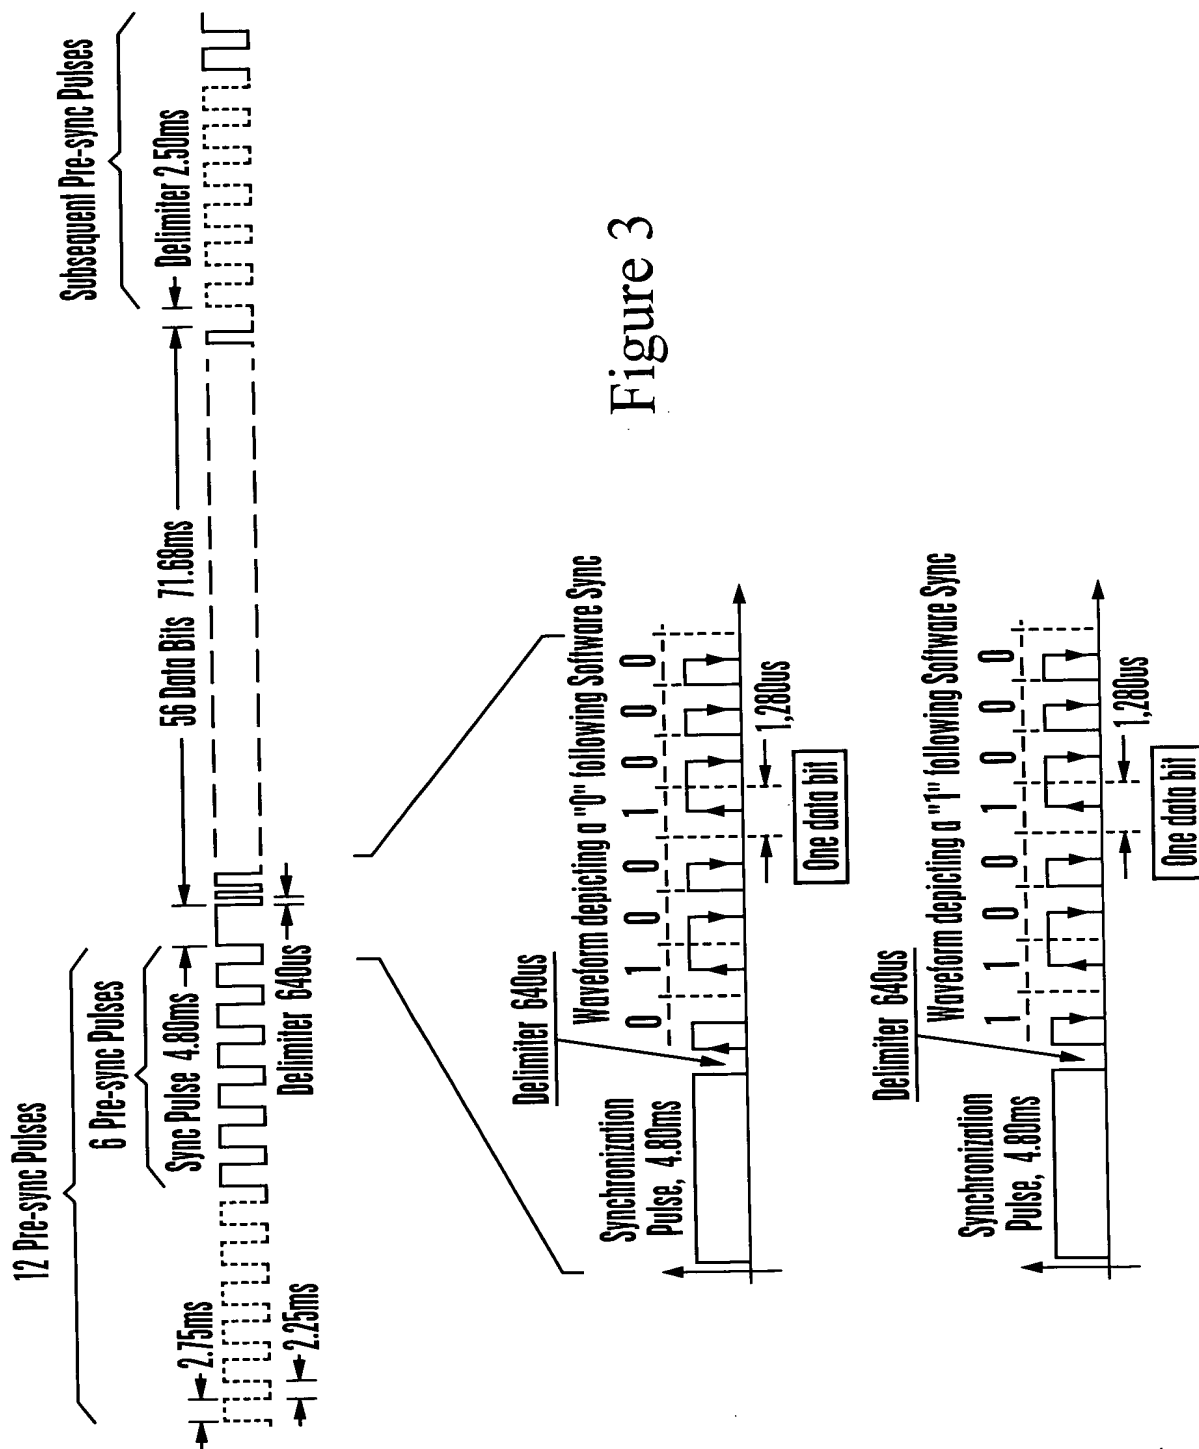 12 Pre-sync Pulses
6 Pre-sync Pulses
Subsequent Pre-sync Pulses
2.75ms
Sync Pulse 4.80ms
56 Data Bits 71.68ms
Delimiter 2.50ms
2.25ms
Delimiter 640us
Figure 3
Delimiter 640us
Waveform depicting a "0" following Software Sync
Synchronization
Pulse, 4.80ms
0 1 0 0 1 0 0 0
1,280us
One data bit
Delimiter 640us
Waveform depicting a "1" following Software Sync
Synchronization
Pulse, 4.80ms
1 1 0 0 1 0 0 0
1,280us
One data bit